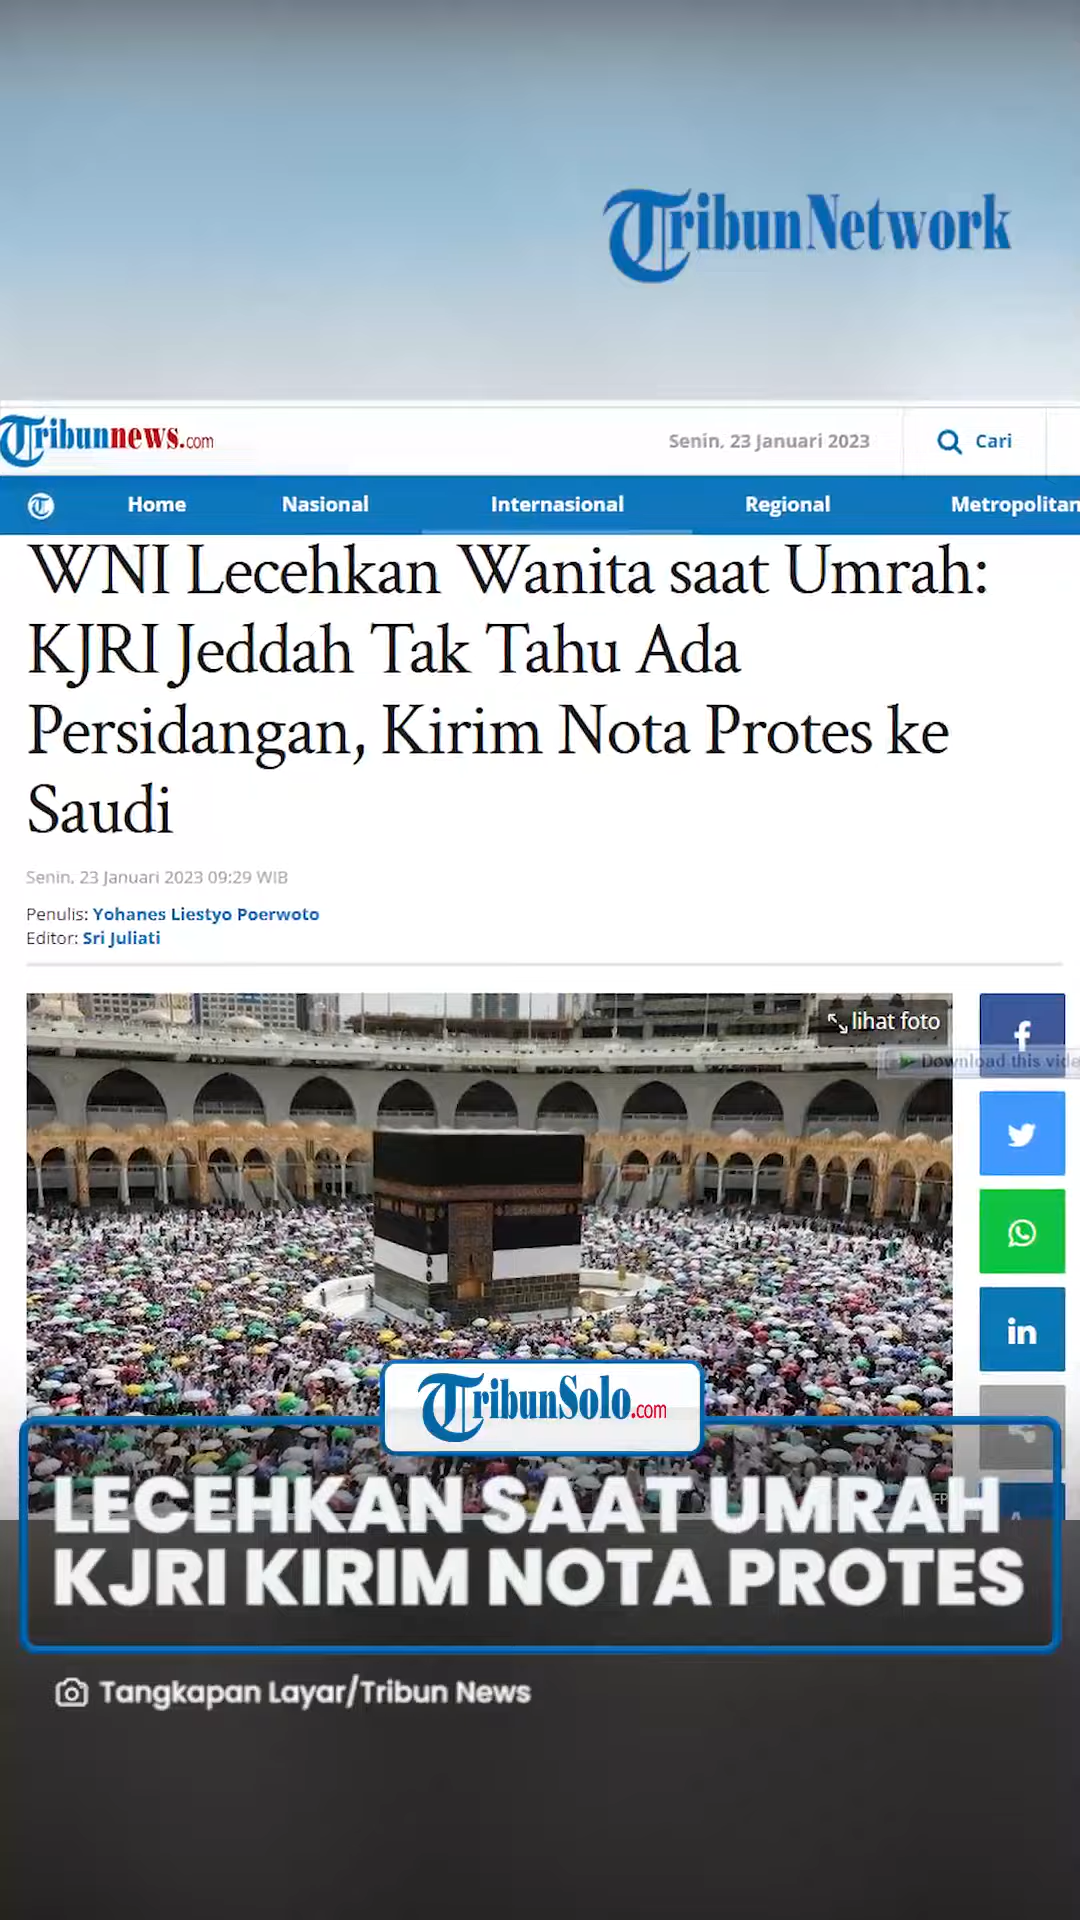 TribunNetwork
Tribunnews.com
Senin, 23 Januari 2023
Cari
Home
Nasional
Internasional
Regional
Metropolitan
WNI Lecehkan Wanita saat Umrah:
KJRI Jeddah Tak Tahu Ada
Persidangan, Kirim Nota Protes ke
Saudi
Senin, 23 Januari 2023 09:29 WIB
Penulis: Yohanes Liestyo Poerwoto
Editor: Sri Juliati
lihat foto
Download this vide
TribunSolo.com
LECEHKAN SAAT UMRAH
KJRI KIRIM NOTA PROTES
Tangkapan Layar/Tribun News